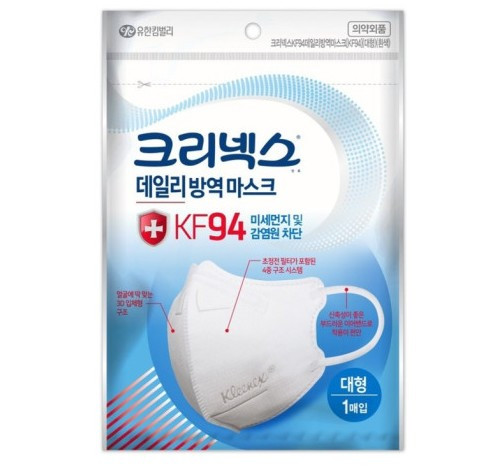 유한킴벌리
의약외품
크리넥스KF94데일리방역마스크(KF94)(대형)(흰색)
크리넥스®
데일리 방역 마스크
KF94 미세먼지 및
감염원 차단
초정전 필터가 포함된
4중 구조 시스템
얼굴에 딱 맞는
3D 입체형
구조
신축성이 좋은
부드러운 이어밴드로
착용이 편안
Kleenex
대형
1매입